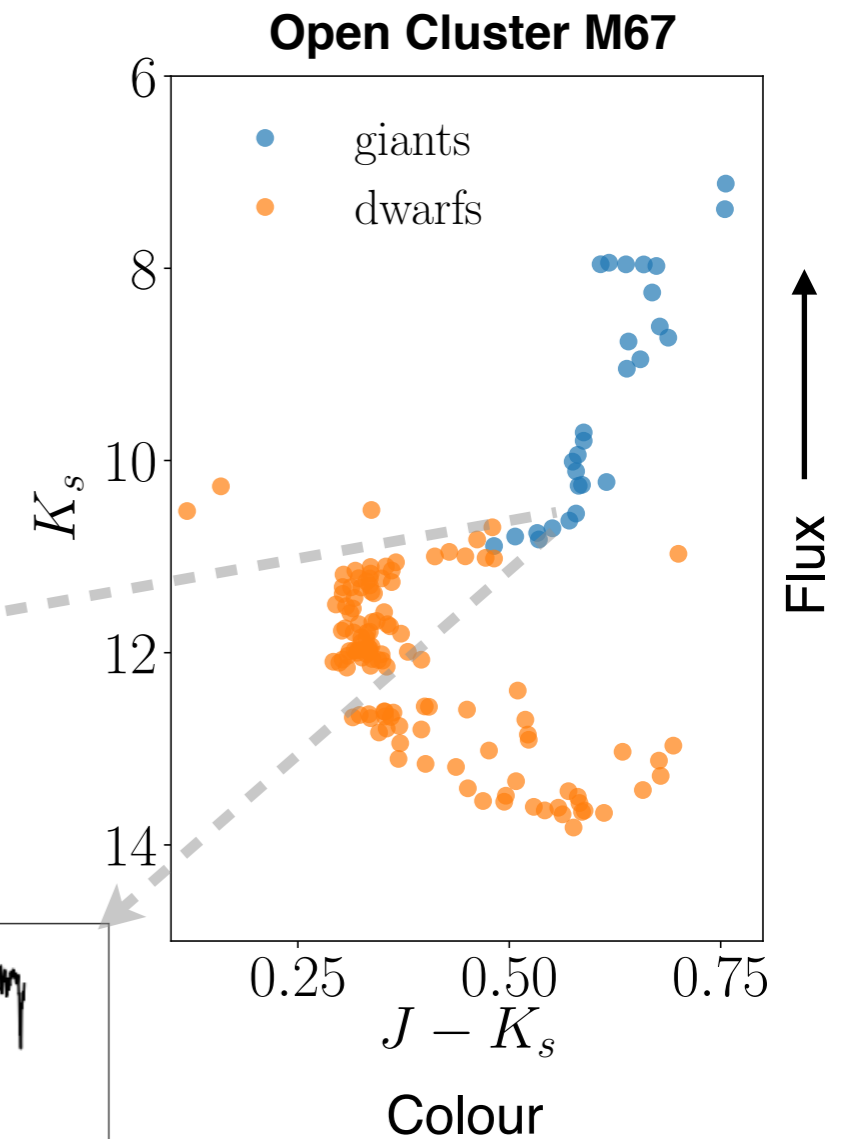 Open Cluster M67
6
giants
dwarfs
8
10
12
14
K_s
Flux
0.25 0.50 0.75
J − K_s
Colour